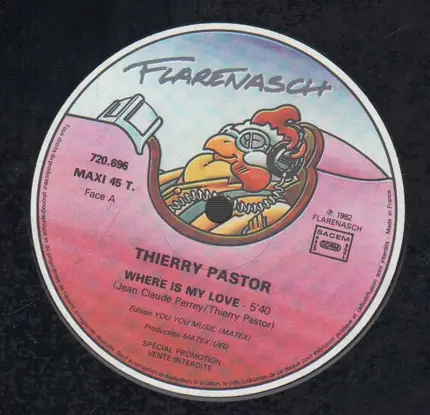 FLARENASCH
720.696
MAXI 45 T.
Face A
℗ 1982
FLARENASCH
SACEM
THIERRY PASTOR
WHERE IS MY LOVE - 5'40
(Jean Claude Perrey/Thierry Pastor)
Edition YOU YOU MUSIC (MATEX)
Production MATEX/UEG
SPECIAL PROMOTION
VENTE INTERDITE
Made in France